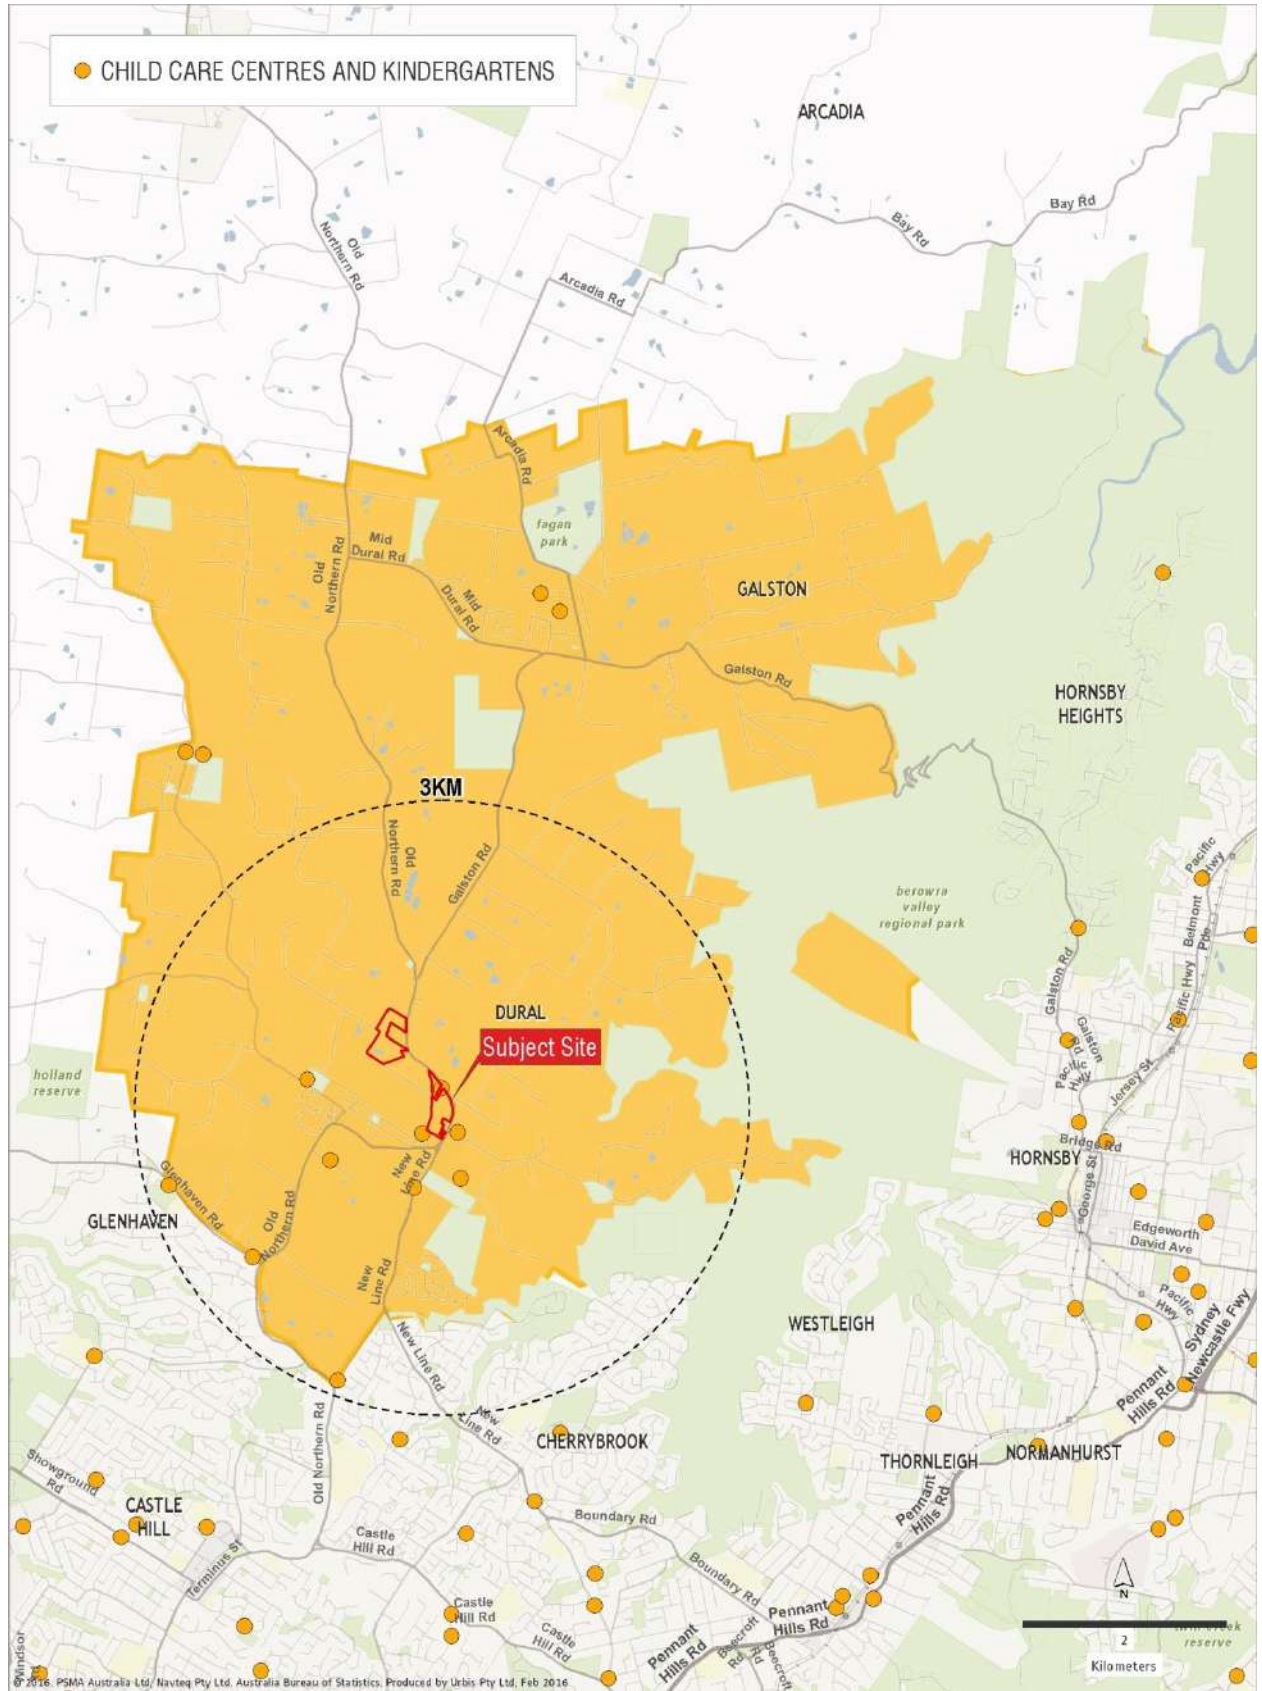 CHILD CARE CENTRES AND KINDERGARTENS
ARCADIA
Bay Rd
Bay Rd
Old
Northern Rd
Arcadia Rd
Arcadia Rd
fagan
park
Mid
Dural Rd
Old
Northern Rd
Mid
Dural Rd
GALSTON
Galston Rd
HORNSBY
HEIGHTS
3KM
Old
Northern Rd
Galston Rd
Pacific
Hwy
berowra
valley
regional park
Belmont
Pde
Galston Rd
Pacific Hwy
DURAL
Subject Site
Galston
Rd
Pacific
Hwy
Jersey St
holland
reserve
Bridge Rd
HORNSBY
George St
New
Line Rd
Glenhaven Rd
GLENHAVEN
Old
Northern Rd
Edgeworth
David Ave
New
Line Rd
Pacific
Hwy
Sydney
Newcastle Fwy
WESTLEIGH
New Line Rd
Pennant
Hills Rd
New
Line Rd
CHERRYBROOK
Old Northern Rd
NORMANHURST
THORNLEIGH
Showground
Rd
Pennant
Hills Rd
CASTLE
HILL
Boundary Rd
Castle
Hill Rd
Terminus St
Boundary Rd
N
Castle
Hill Rd
Pennant
Hills Rd
Castle
Hill Rd
Pennant
Hills Rd
Beecroft
Rd
Beecroft
Rd
2
Kilometers
reserve
Windsor
© 2016. PSMA Australia Ltd, Navteq Pty Ltd. Australia Bureau of Statistics. Produced by Urbis Pty Ltd, Feb 2016